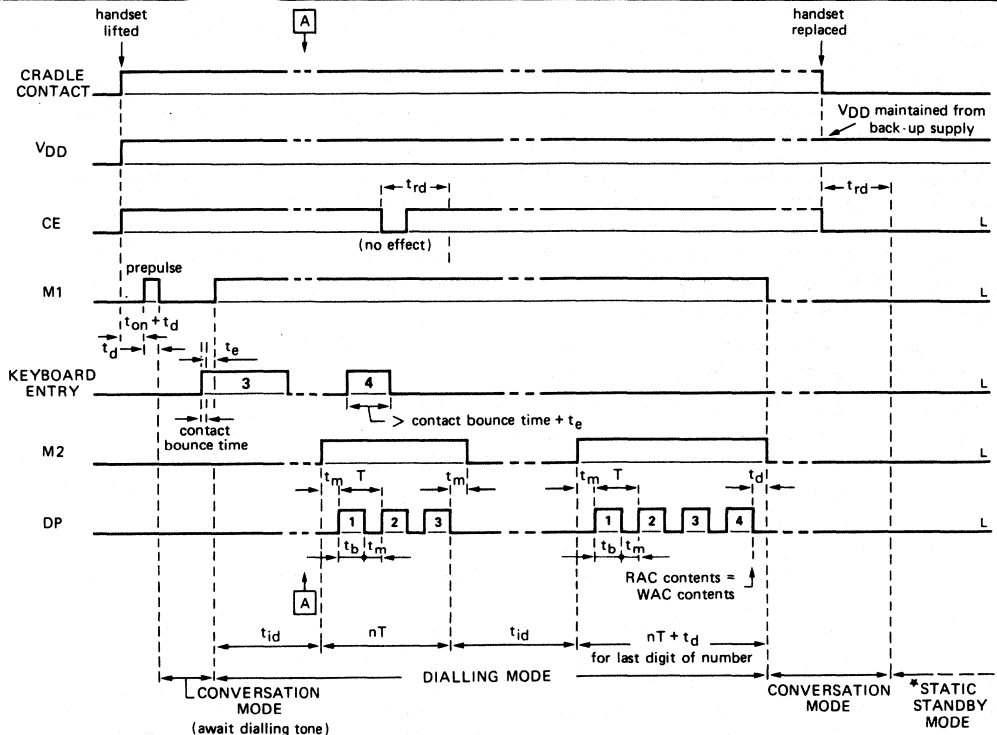 handset
lifted
A
handset
replaced
CRADLE
CONTACT
VDD maintained from
back-up supply
VDD
trd
trd
CE
(no effect)
L
prepulse
M1
L
ton + td
td
te
KEYBOARD
ENTRY
3
4
L
> contact bounce time + te
contact
bounce time
M2
L
tm T tm
tm T td
DP
1 2 3
1 2 3 4
L
tb tm
tb tm
RAC contents =
WAC contents
A
tid
nT
tid
nT + td
for last digit of number
DIALLING MODE
CONVERSATION
MODE
(await dialling tone)
CONVERSATION
MODE
*STATIC
STANDBY
MODE